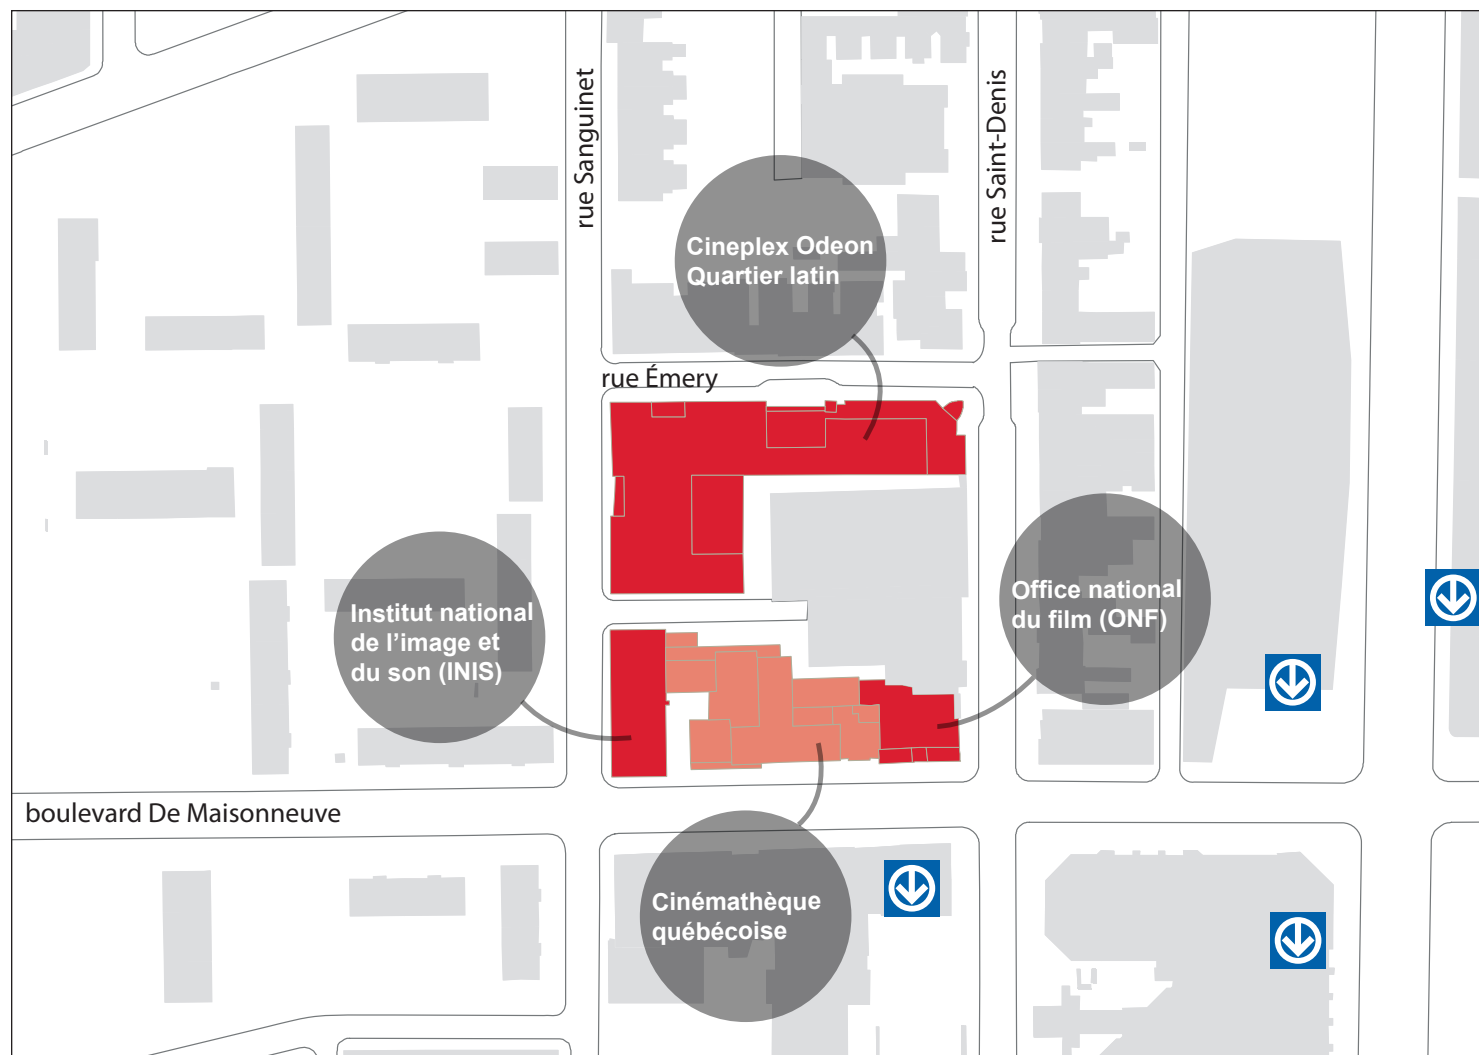 rue Sanguinet
rue Saint-Denis
Cineplex Odeon
Quartier latin
rue Émery
Institut national
de l’image et
du son (INIS)
Office national
du film (ONF)
boulevard De Maisonneuve
Cinémathèque
québécoise